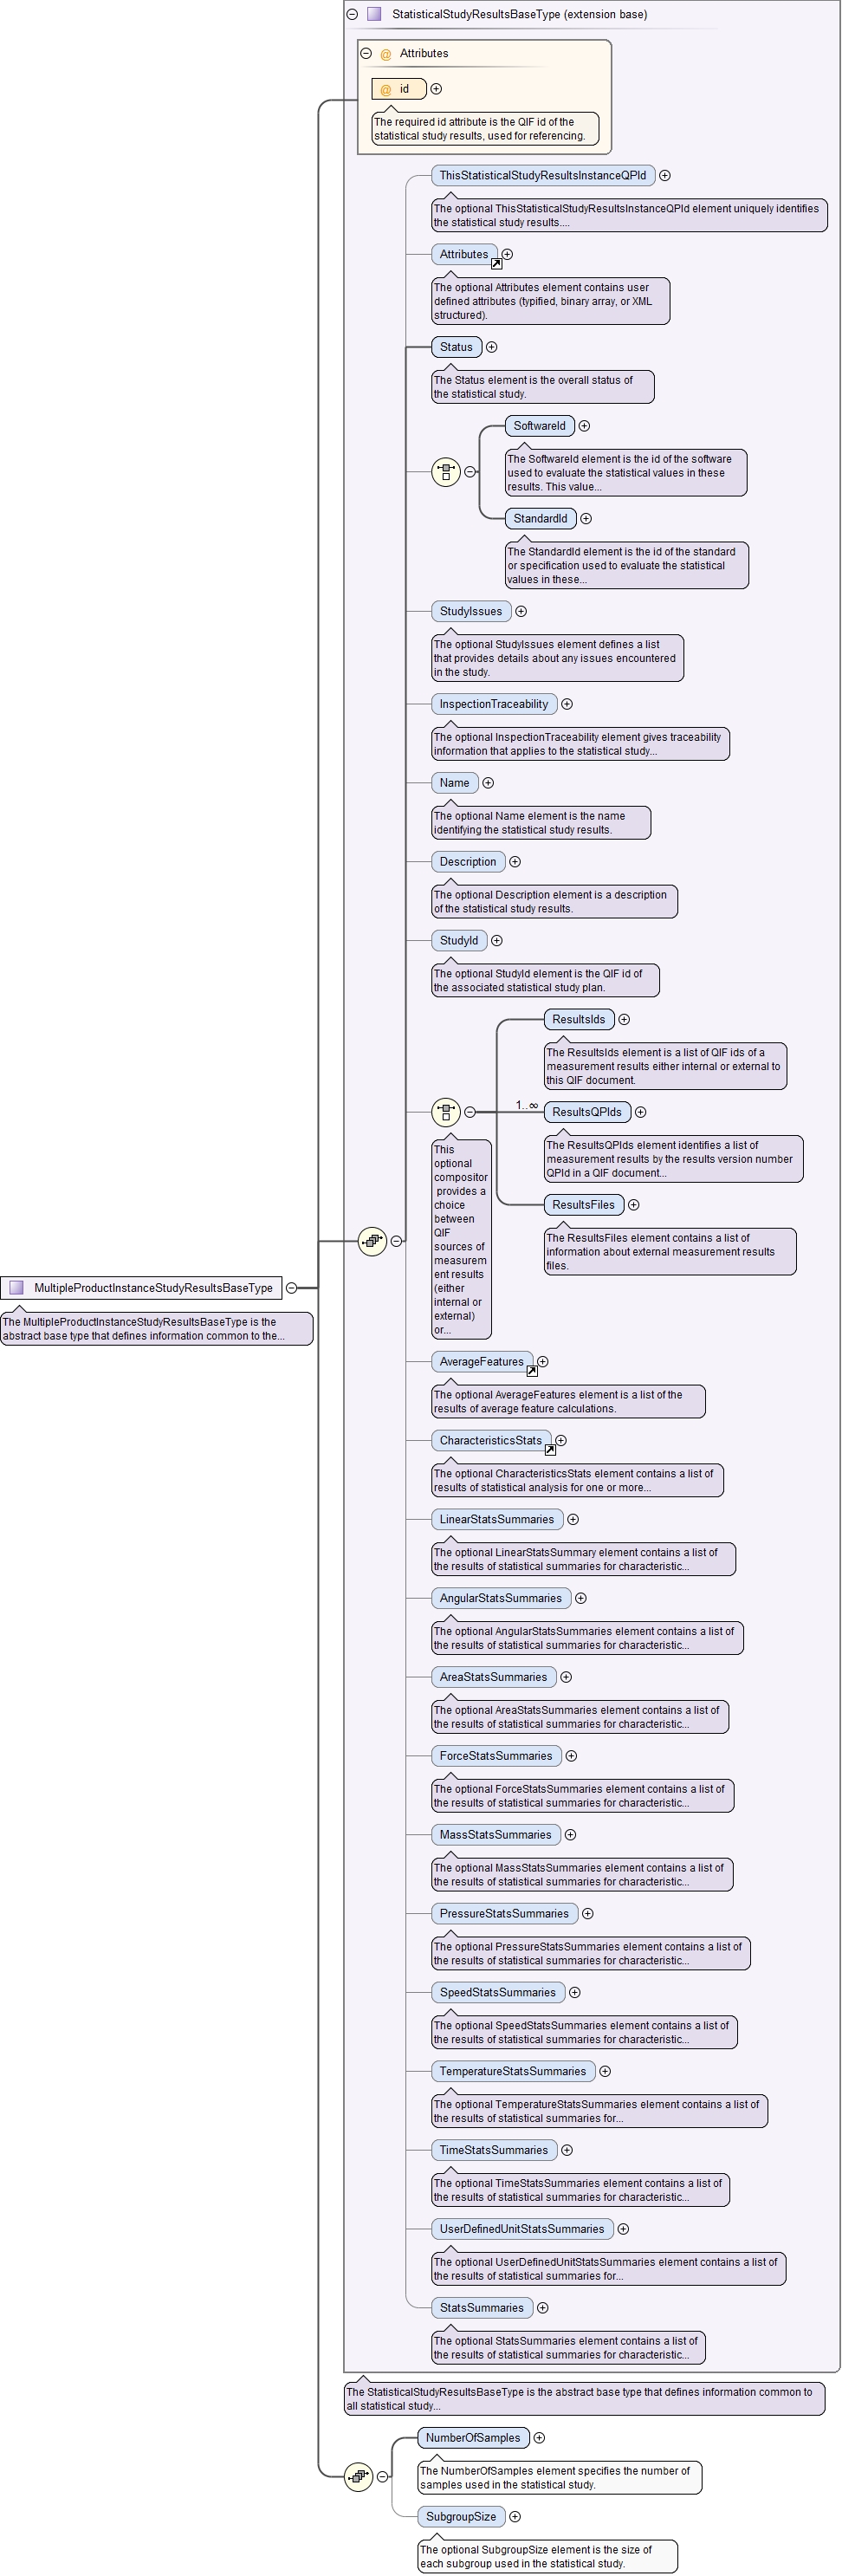 StatisticalStudyResultsBaseType (extension base)
@ Attributes
@ id
The required id attribute is the QIF id of the
statistical study results, used for referencing.
ThisStatisticalStudyResultsInstanceQPId
The optional ThisStatisticalStudyResultsInstanceQPId element uniquely identifies
the statistical study results....
Attributes
The optional Attributes element contains user
defined attributes (typified, binary array, or XML
structured).
Status
The Status element is the overall status of
the statistical study.
SoftwareId
The SoftwareId element is the id of the software
used to evaluate the statistical values in these
results. This value...
StandardId
The StandardId element is the id of the standard
or specification used to evaluate the statistical
values in these...
StudyIssues
The optional StudyIssues element defines a list
that provides details about any issues encountered
in the study.
InspectionTraceability
The optional InspectionTraceability element gives traceability
information that applies to the statistical study...
Name
The optional Name element is the name
identifying the statistical study results.
Description
The optional Description element is a description
of the statistical study results.
StudyId
The optional StudyId element is the QIF id of
the associated statistical study plan.
ResultsIds
The ResultsIds element is a list of QIF ids of a
measurement results either internal or external to
this QIF document.
1..∞
ResultsQPIds
The ResultsQPIds element identifies a list of
measurement results by the results version number
QPId in a QIF document...
ResultsFiles
The ResultsFiles element contains a list of
information about external measurement results
files.
This
optional
compositor
provides a
choice
between
QIF
sources of
measurem
ent results
(either
internal or
external)
or...
MultipleProductInstanceStudyResultsBaseType
The MultipleProductInstanceStudyResultsBaseType is the
abstract base type that defines information common to the...
AverageFeatures
The optional AverageFeatures element is a list of the
results of average feature calculations.
CharacteristicsStats
The optional CharacteristicsStats element contains a list of
results of statistical analysis for one or more...
LinearStatsSummaries
The optional LinearStatsSummary element contains a list of
the results of statistical summaries for characteristic...
AngularStatsSummaries
The optional AngularStatsSummaries element contains a list of
the results of statistical summaries for characteristic...
AreaStatsSummaries
The optional AreaStatsSummaries element contains a list of
the results of statistical summaries for characteristic...
ForceStatsSummaries
The optional ForceStatsSummaries element contains a list of
the results of statistical summaries for characteristic...
MassStatsSummaries
The optional MassStatsSummaries element contains a list of
the results of statistical summaries for characteristic...
PressureStatsSummaries
The optional PressureStatsSummaries element contains a list of
the results of statistical summaries for characteristic...
SpeedStatsSummaries
The optional SpeedStatsSummaries element contains a list of
the results of statistical summaries for characteristic...
TemperatureStatsSummaries
The optional TemperatureStatsSummaries element contains a list of
the results of statistical summaries for...
TimeStatsSummaries
The optional TimeStatsSummaries element contains a list of
the results of statistical summaries for characteristic...
UserDefinedUnitStatsSummaries
The optional UserDefinedUnitStatsSummaries element contains a list of
the results of statistical summaries for...
StatsSummaries
The optional StatsSummaries element contains a list of
the results of statistical summaries for characteristic...
The StatisticalStudyResultsBaseType is the abstract base type that defines information common to
all statistical study...
NumberOfSamples
The NumberOfSamples element specifies the number of
samples used in the statistical study.
SubgroupSize
The optional SubgroupSize element is the size of
each subgroup used in the statistical study.